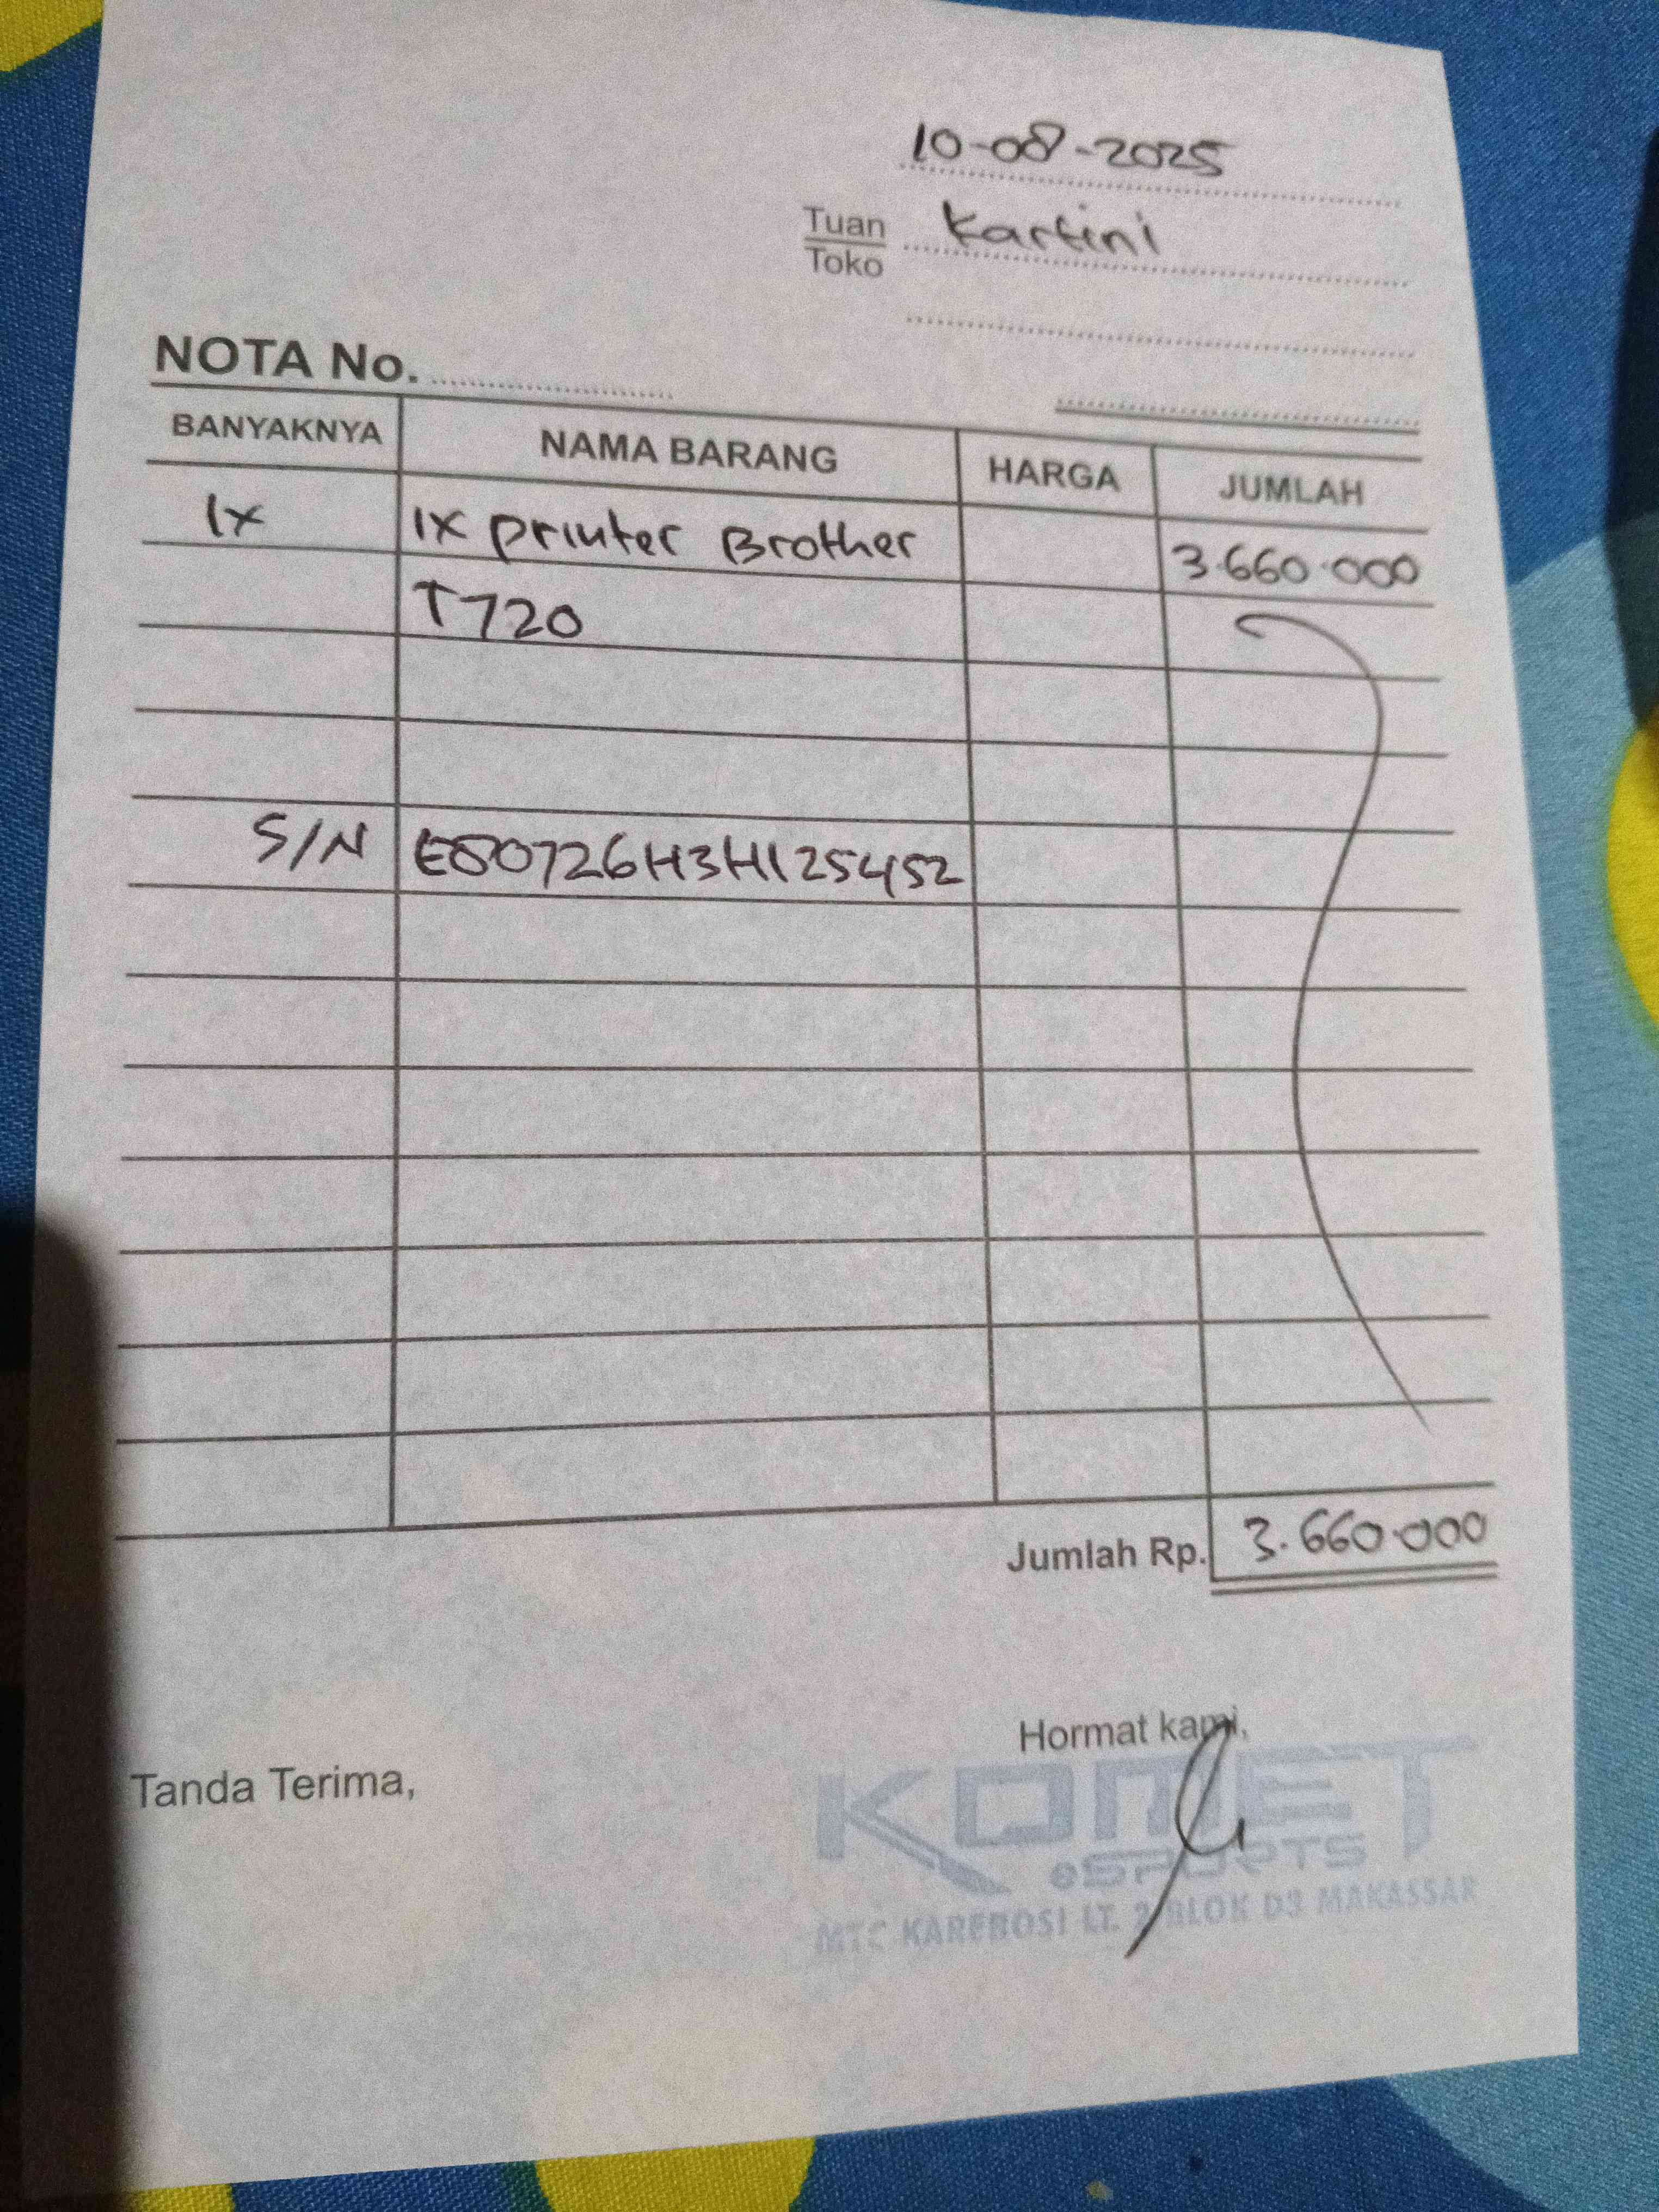 10-08-2025
Tuan
Toko
Kartini
NOTA No.
BANYAKNYA NAMA BARANG HARGA JUMLAH
1x 1x Printer Brother 3.660.000
T720
S/N E80726H3H125452
Jumlah Rp. 3.660.000
Tanda Terima,
Hormat kami,
KOMET
eSPORTS
MTC KAREBOSI LT. 2 BLOK D3 MAKASSAR